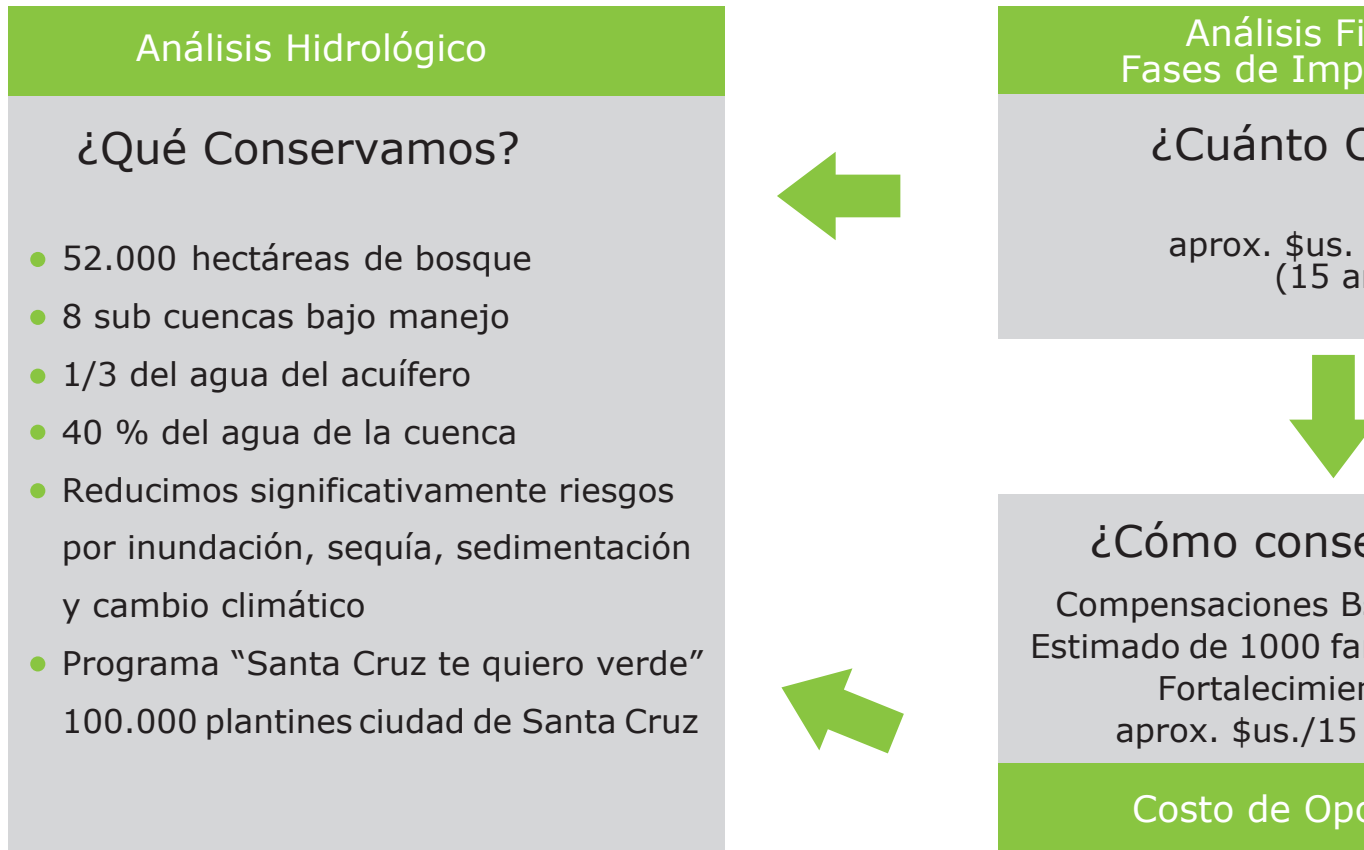 Análisis Hidrológico
¿Qué Conservamos?
52.000 hectáreas de bosque
8 sub cuencas bajo manejo
1/3 del agua del acuífero
40 % del agua de la cuenca
Reducimos significativamente riesgos
por inundación, sequía, sedimentación
y cambio climático
Programa “Santa Cruz te quiero verde”
100.000 plantines ciudad de Santa Cruz
Análisis Fi
Fases de Imp
¿Cuánto C
aprox. $us.
(15 a
¿Cómo conse
Compensaciones B
Estimado de 1000 fa
Fortalecimie
aprox. $us./15
Costo de Opo